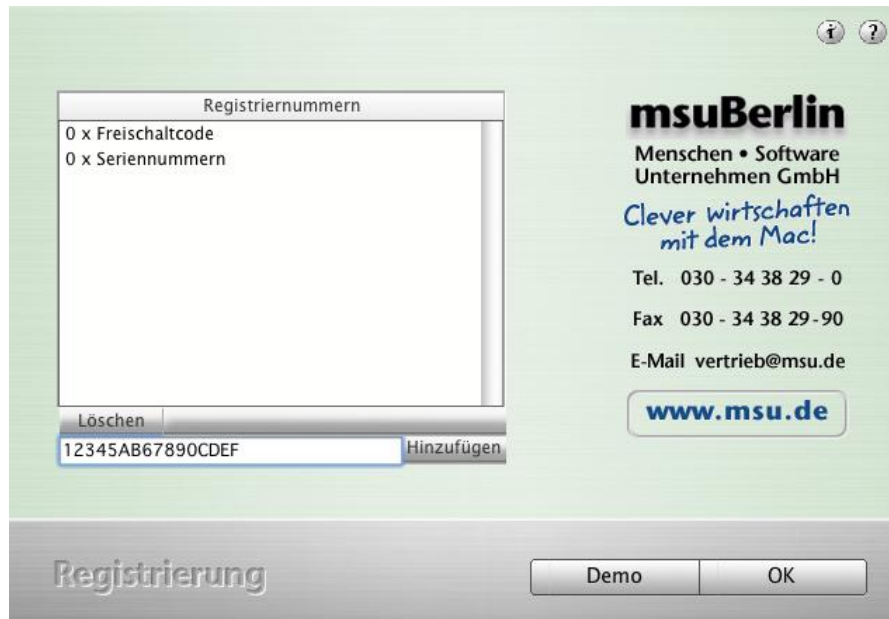 Registriernummern
0 x Freischaltcode
0 x Seriennummern
Löschen
12345AB67890CDEF
Hinzufügen
msuBerlin
Menschen • Software
Unternehmen GmbH
Clever wirtschaften
mit dem Mac!
Tel. 030 - 34 38 29 - 0
Fax 030 - 34 38 29-90
E-Mail vertrieb@msu.de
www.msu.de
Registrierung
Demo
OK